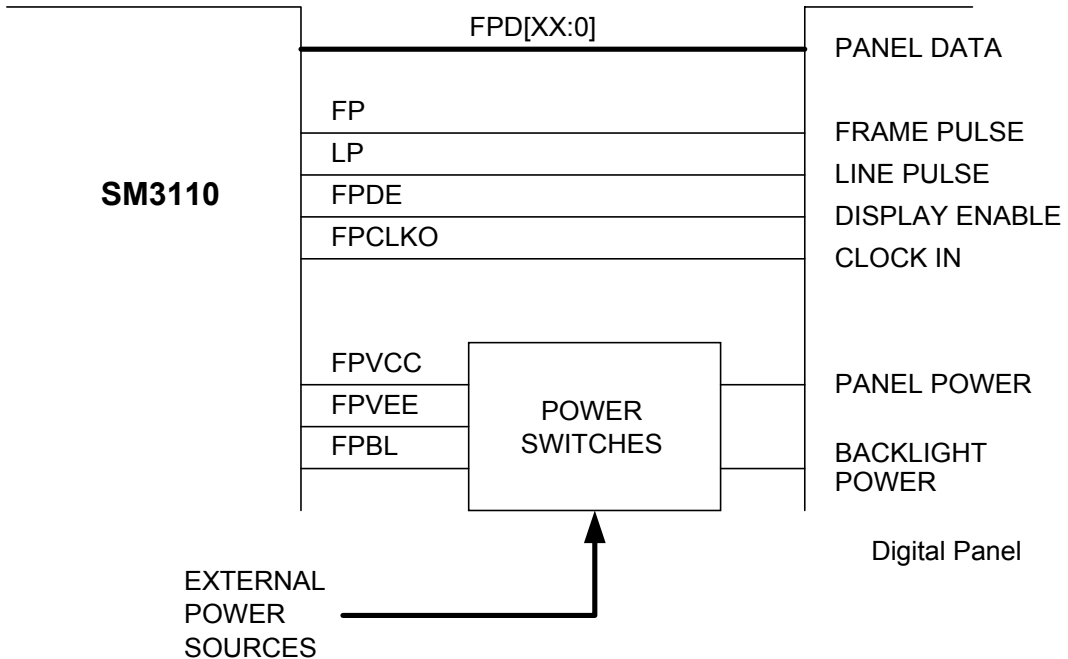 FPD[XX:0]
PANEL DATA
FP
FRAME PULSE
LP
LINE PULSE
SM3110
FPDE
DISPLAY ENABLE
FPCLKO
CLOCK IN
FPVCC
PANEL POWER
FPVEE
POWER
SWITCHES
FPBL
BACKLIGHT
POWER
Digital Panel
EXTERNAL
POWER
SOURCES